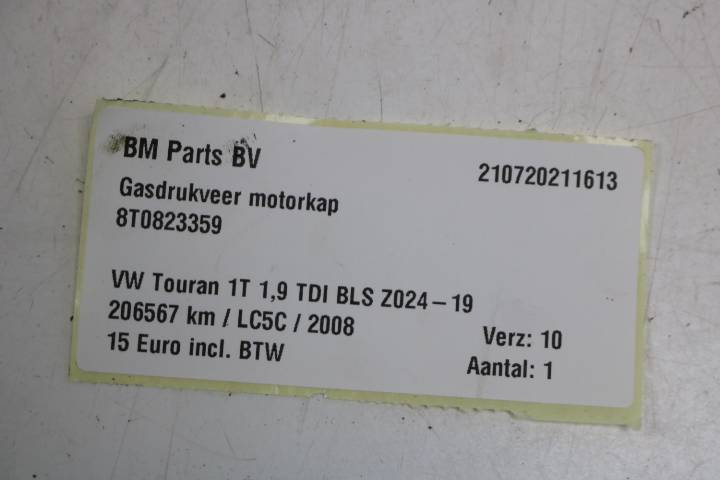 BM Parts BV
210720211613
Gasdrukveer motorkap
8T0823359
VW Touran 1T 1,9 TDI BLS Z024-19
206567 km / LC5C / 2008
Verz: 10
15 Euro incl. BTW
Aantal: 1